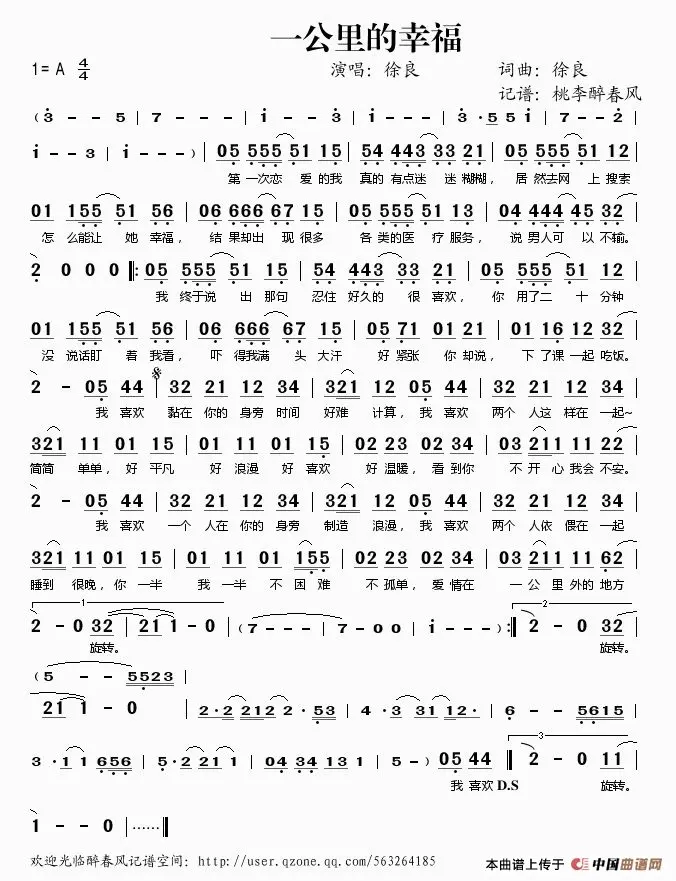 一公里的幸福
1= A 4/4 演唱：徐良 词曲：徐良
记谱：桃李醉春风
( 3 - - 5 | 7 - - - | i - - 3 | i - - - | 3 · 5 5 i | 7 - - 2 |
i - - 3 | i - - - ) | 05 555 51 15 | 54 443 33 21 | 05 555 51 12 |
第一次恋 爱的我 真的 有点迷 迷 糊糊， 居 然去网 上 搜索
01 155 51 56 | 06 666 67 15 | 05 555 51 13 | 04 444 45 32 |
怎 么能让 她 幸福， 结 果却出 现 很多 各 类的医 疗 服务， 说 男人可 以 不输。
2 0 0 0 ‖: 05 555 51 15 | 54 443 33 21 | 05 555 51 12 |
我 终于说 出 那句 忍住 好久的 很 喜欢， 你 用了二 十 分钟
01 155 51 56 | 06 666 67 15 | 05 71 01 21 | 01 16 12 32 |
没 说话盯 着 我看， 吓 得我满 头 大汗 好 紧张 你 却说， 下 了课 一起 吃饭。
2 - 05 44 | 32 21 12 34 | 321 12 05 44 | 32 21 12 34 |
我 喜欢 黏在 你的 身旁 时间 好难 计算， 我 喜欢 两个 人这 样在 一起~
321 11 01 15 | 01 11 01 15 | 02 23 02 34 | 03 211 11 22 |
简简 单单， 好 平凡 好 浪漫 好 喜欢 好 温暖， 看 到你 不 开心 我会 不安。
2 - 05 44 | 32 21 12 34 | 321 12 05 44 | 32 21 12 34 |
我 喜欢 一个 人在 你的 身旁 制造 浪漫， 我 喜欢 两个 人依 偎在 一起
321 11 01 15 | 01 11 01 155 | 02 23 02 34 | 03 211 11 62 |
睡到 很晚， 你 一半 我 一半 不 困难 不 孤单， 爱 情在 一 公里 外的 地方
1 2
2 - 0 32 | 21 1 - 0 | ( 7 - - - | 7 - 0 0 | i - - - ) :‖ 2 - 0 32
旋转。 旋转。
( 5 - - 5523 |
21 1 - 0 | 2·2 212 2 ·53 | 4 ·3 31 12· | 6 - - 5615 |
3
3 ·1 1 656 | 5·12 21 1 | 04 34 131 | 5 - ) 05 44 ‖ 2 - 0 11 |
我 喜欢 D.S 旋转。
1 - - 0 |……‖
欢迎光临醉春风记谱空间：http://user.qzone.qq.com/563264185
本曲谱上传于 中国曲谱网